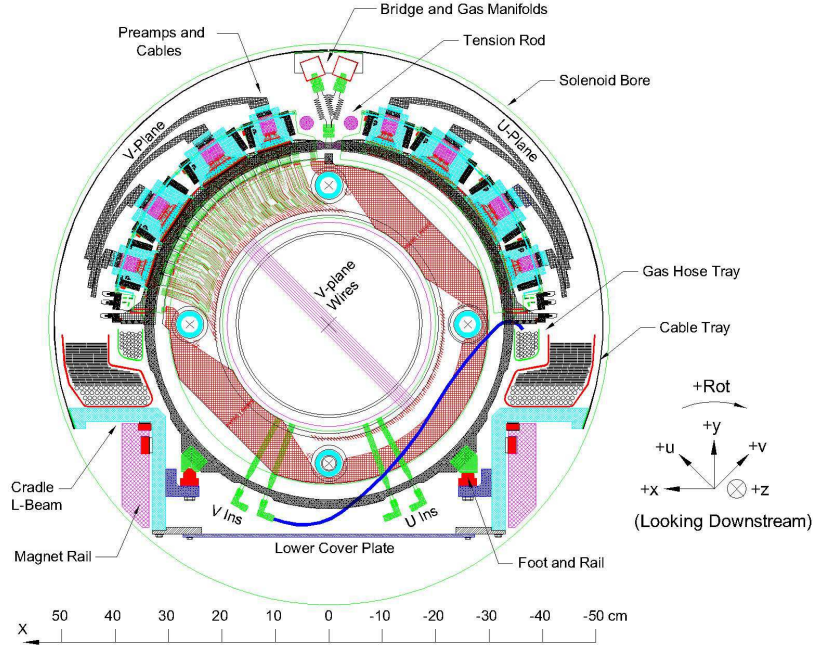 Bridge and Gas Manifolds
Preamps and
Cables
Tension Rod
Solenoid Bore
V-Plane
U-Plane
V-plane
Wires
Gas Hose Tray
Cable Tray
+Rot
+y
+u
+v
+x
+z
(Looking Downstream)
Cradle
L-Beam
V Ins
U Ins
Magnet Rail
Lower Cover Plate
Foot and Rail
50 40 30 20 10 0 -10 -20 -30 -40 -50 cm
X